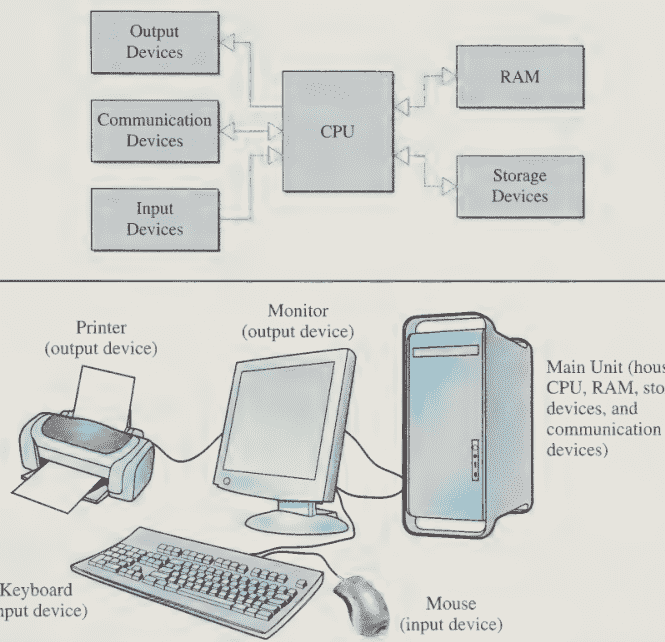 Output
Devices
Communication
Devices
Input
Devices
CPU
RAM
Storage
Devices
Printer
(output device)
Monitor
(output device)
Main Unit (hous
CPU, RAM, sto
devices, and
communication
devices)
Keyboard
nput device)
Mouse
(input device)